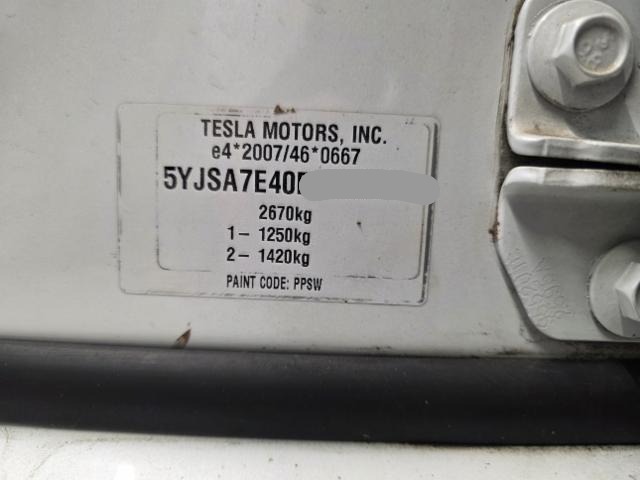 TESLA MOTORS, INC.
e4*2007/46*0667
5YJSA7E40
2670kg
1- 1250kg
2- 1420kg
PAINT CODE: PPSW